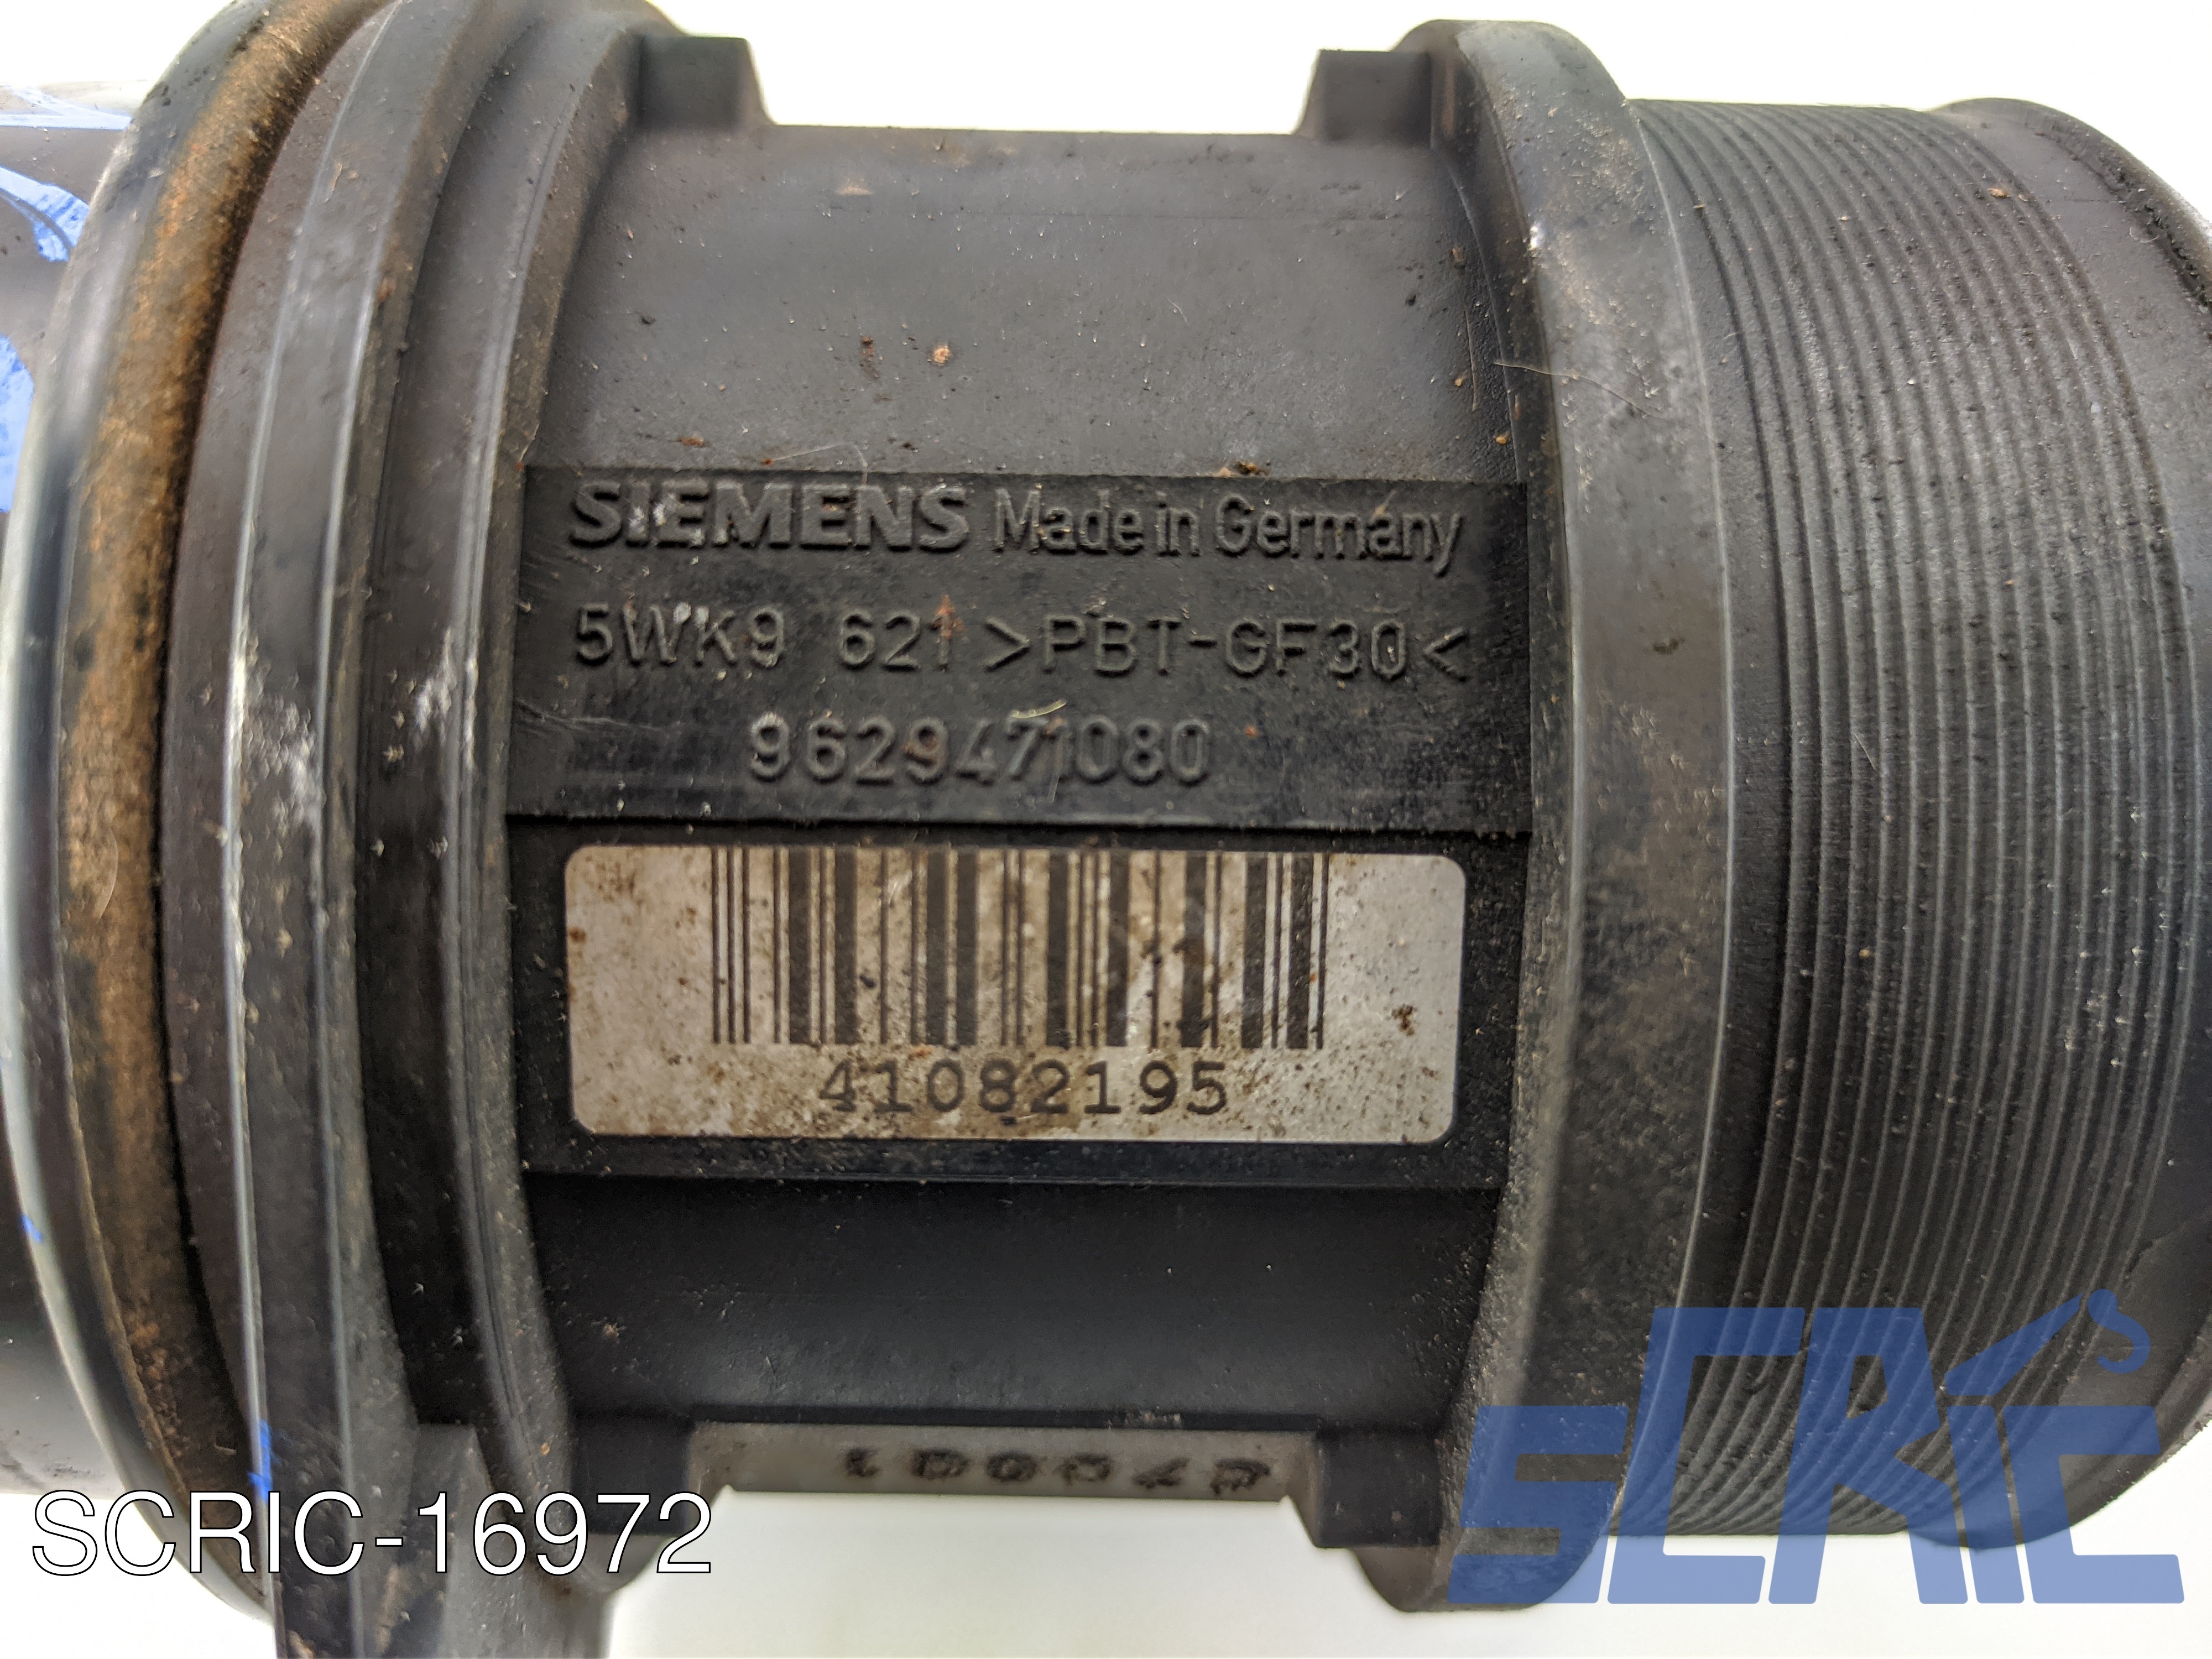 SIEMENS Made in Germany
5WK9 621 >PBT-GF30<
9629471080
41082195
SCRIC-16972
SCRIC